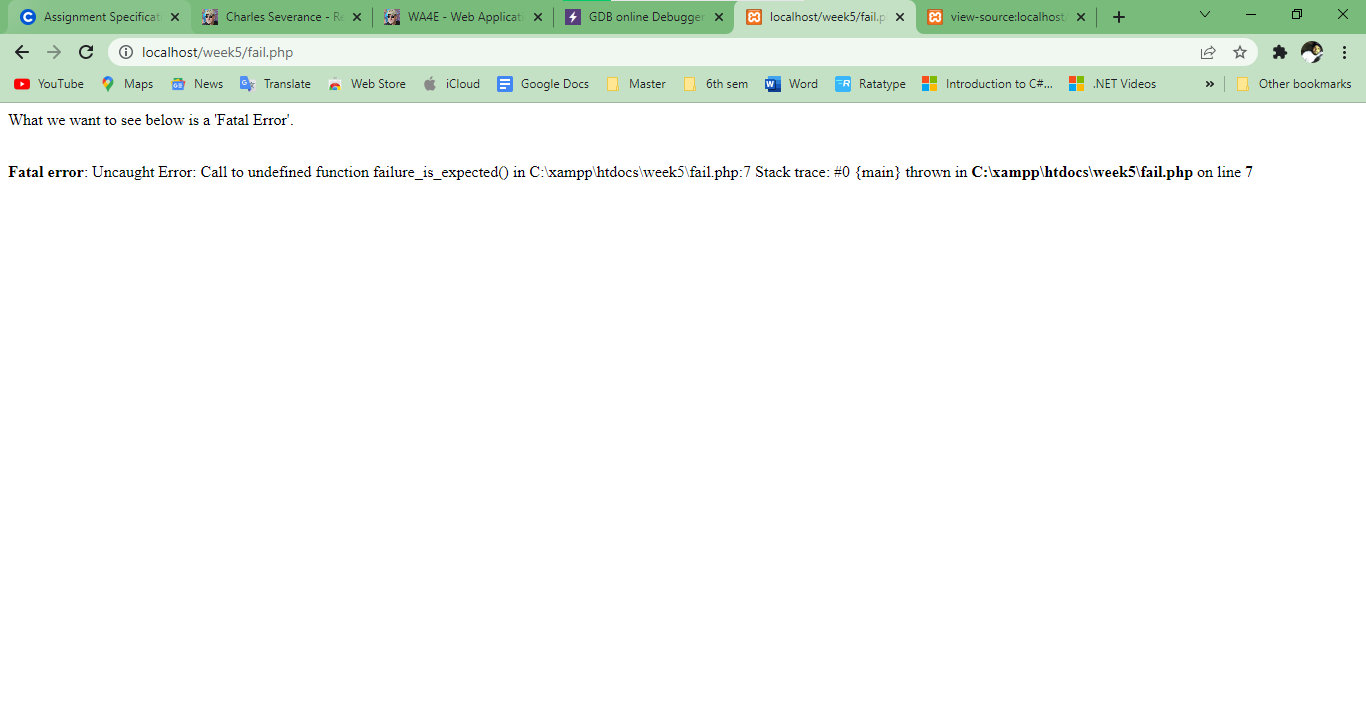 Assignment Specificat
Charles Severance - Re
WA4E - Web Applicati
GDB online Debugger
localhost/week5/fail.p
view-source:localhost/
localhost/week5/fail.php
YouTube Maps News Translate Web Store iCloud Google Docs Master 6th sem Word Ratatype Introduction to C#... .NET Videos » Other bookmarks
What we want to see below is a 'Fatal Error'.
Fatal error: Uncaught Error: Call to undefined function failure_is_expected() in C:\xampp\htdocs\week5\fail.php:7 Stack trace: #0 {main} thrown in C:\xampp\htdocs\week5\fail.php on line 7